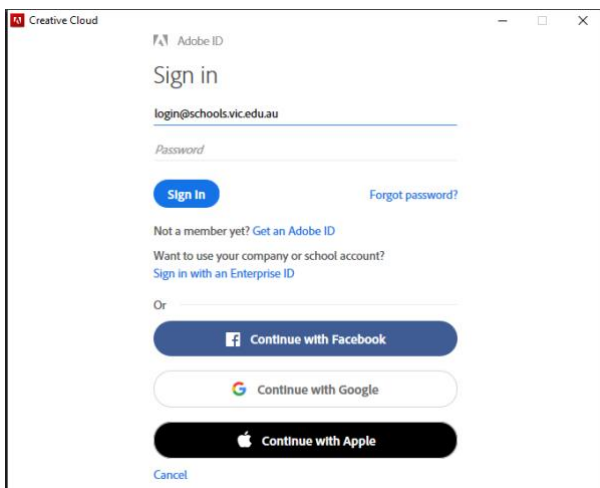 Creative Cloud
Adobe ID
Sign in
login@schools.vic.edu.au
Password
Sign In Forgot password?
Not a member yet? Get an Adobe ID
Want to use your company or school account?
Sign in with an Enterprise ID
Or
Continue with Facebook
Continue with Google
Continue with Apple
Cancel